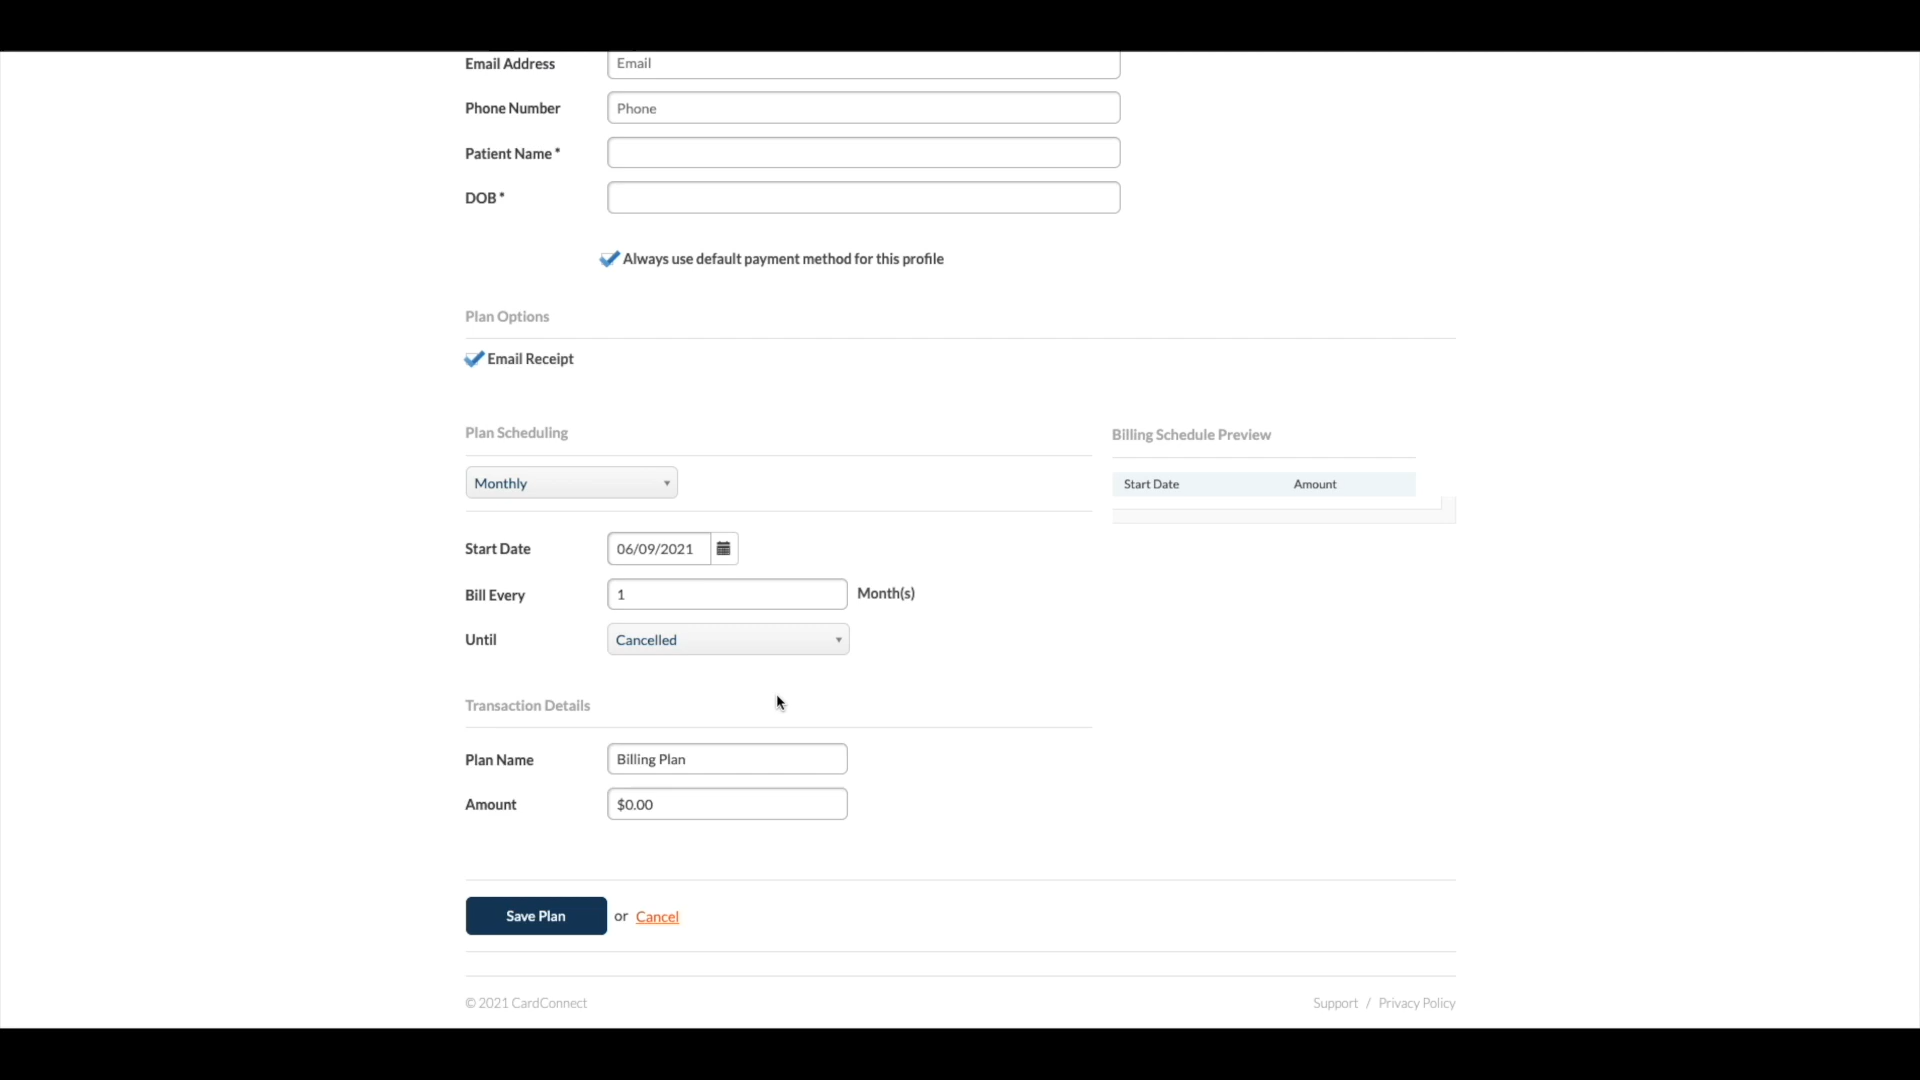 Email Address Email
Phone Number Phone
Patient Name *
DOB *
Always use default payment method for this profile
Plan Options
Email Receipt
Plan Scheduling
Billing Schedule Preview
Monthly
Start Date Amount
Start Date 06/09/2021
Bill Every 1 Month(s)
Until Cancelled
Transaction Details
Plan Name Billing Plan
Amount $0.00
Save Plan or Cancel
© 2021 CardConnect Support / Privacy Policy